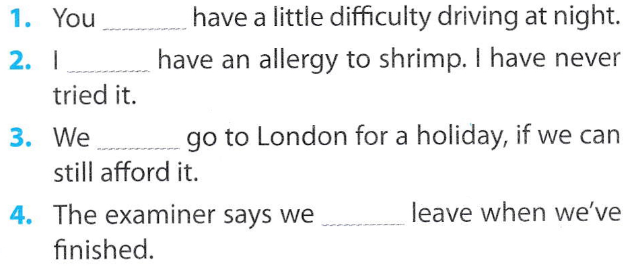 1. You ________ have a little difficulty driving at night.
2. I ________ have an allergy to shrimp. I have never
tried it.
3. We ________ go to London for a holiday, if we can
still afford it.
4. The examiner says we ________ leave when we've
finished.